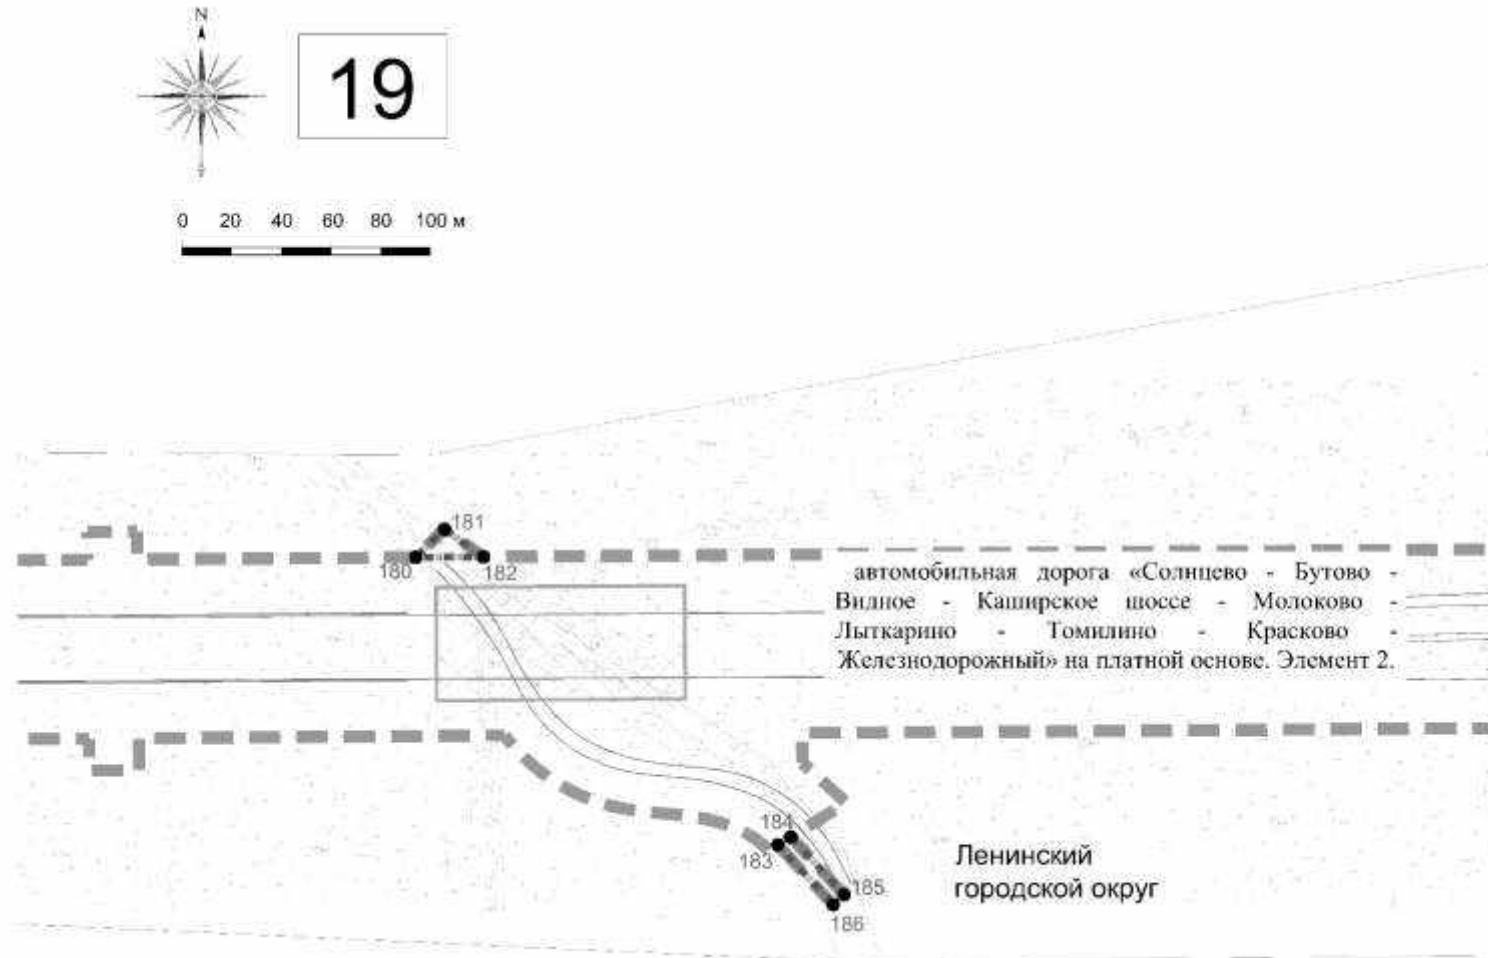 N
19
0 20 40 60 80 100 м
181
180 182
автомобильная дорога «Солнцево - Бутово -
Видное - Каширское шоссе - Молоково -
Лыткарино - Томилино - Красково -
Железнодорожный» на платной основе. Элемент 2.
184
183
185
186
Ленинский
городской округ